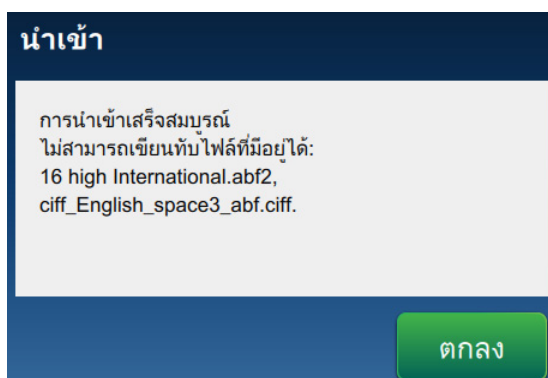 นำเข้า
การนำเข้าเสร็จสมบูรณ์
ไม่สามารถเขียนทับไฟล์ที่มีอยู่ได้:
16 high International.abf2,
ciff_English_space3_abf.ciff.
ตกลง